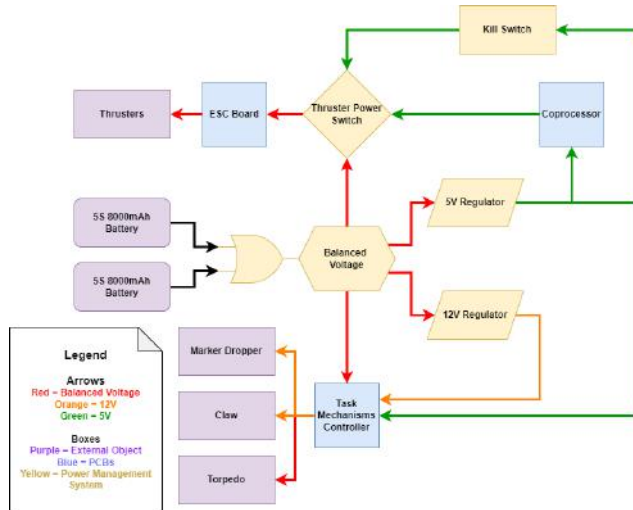 Kill Switch
Thrusters
ESC Board
Thruster Power
Switch
Coprocessor
5S 8000mAh
Battery
5V Regulator
Balanced
Voltage
5S 8000mAh
Battery
12V Regulator
Legend
Arrows
Red = Balanced Voltage
Orange = 12V
Green = 5V
Boxes
Purple = External Object
Blue = PCBs
Yellow = Power Management
System
Marker Dropper
Claw
Task
Mechanisms
Controller
Torpedo